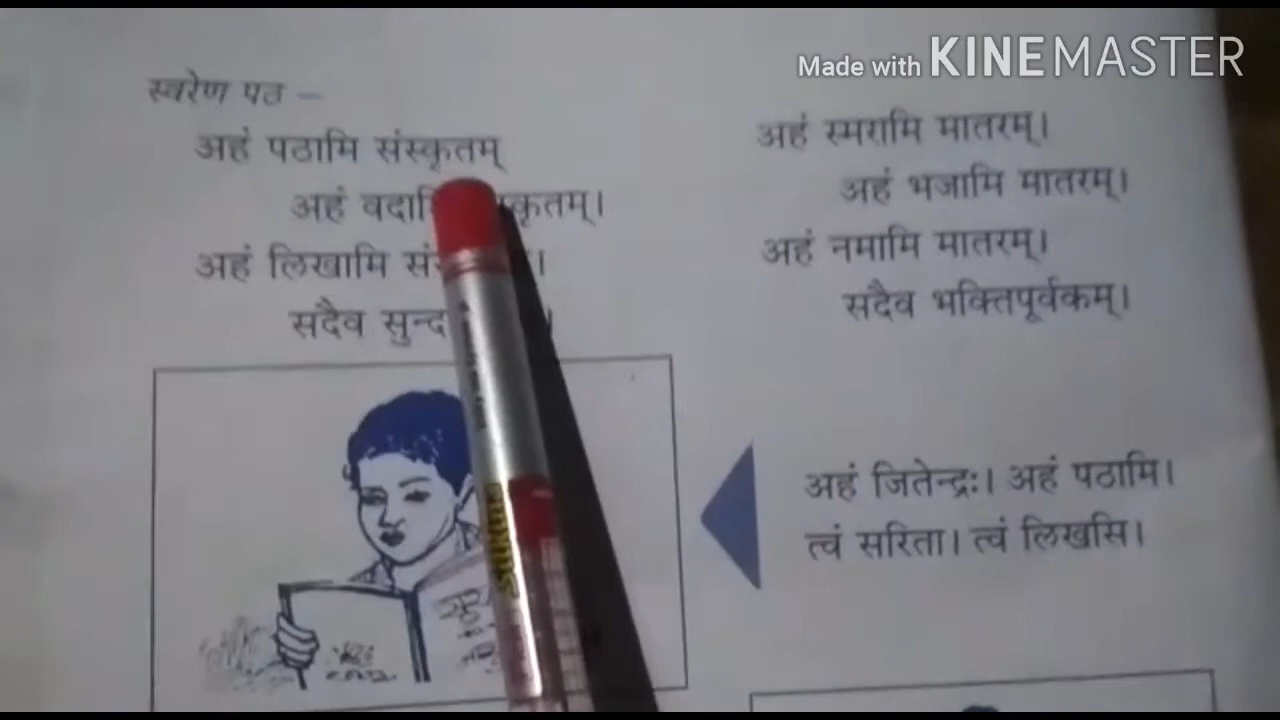 Made with KINEMASTER
स्वरेण पठ –
अहं पठामि संस्कृतम्
अहं कृतम्।
अहं लिखामि
सदैव
अहं स्मरामि मातरम्।
अहं भजामि मातरम्।
अहं नमामि मातरम्।
सदैव भक्तिपूर्वकम्।
अहं जितेन्द्रः। अहं पठामि।
त्वं सरिता। त्वं लिखसि।